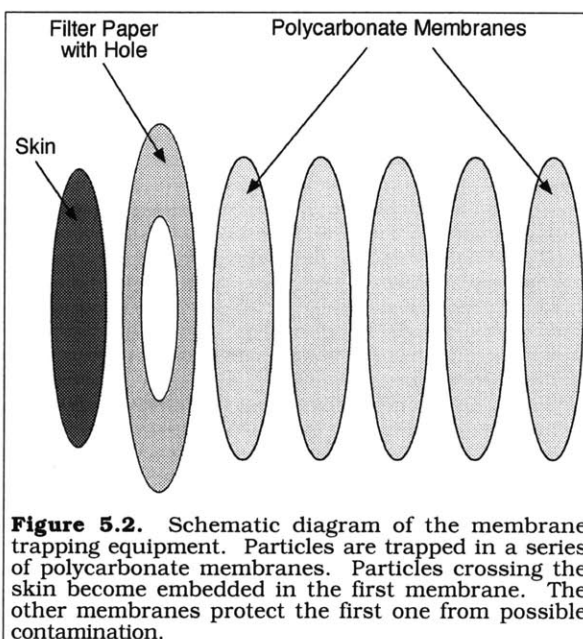 Filter Paper
with Hole
Polycarbonate Membranes
Skin
Figure 5.2. Schematic diagram of the membrane
trapping equipment. Particles are trapped in a series
of polycarbonate membranes. Particles crossing the
skin become embedded in the first membrane. The
other membranes protect the first one from possible
contamination.